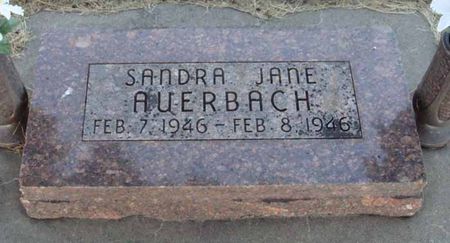 SANDRA JANE
AUERBACH
FEB. 7, 1946 - FEB. 8, 1946